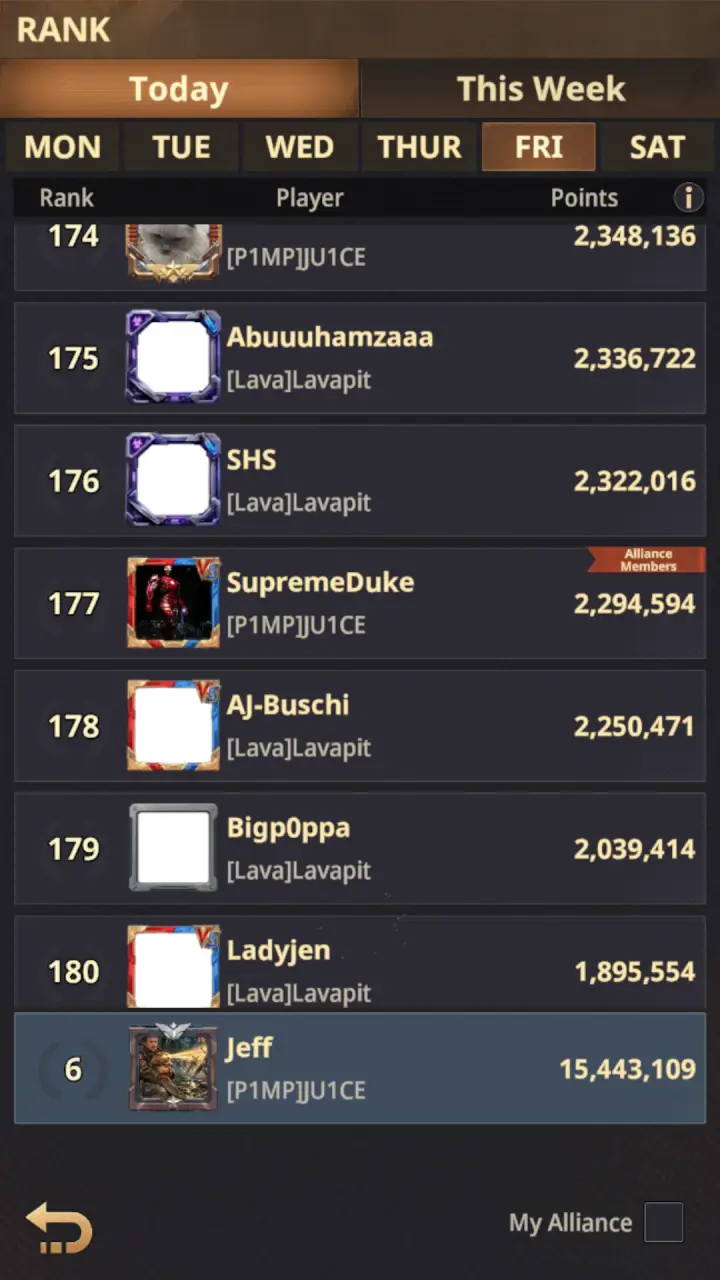 RANK
Today
This Week
MON TUE WED THUR FRI SAT
Rank Player Points i
174 [P1MP]JU1CE 2,348,136
175 Abuuuhamzaaa 2,336,722
[Lava]Lavapit
176 SHS 2,322,016
[Lava]Lavapit
Alliance
Members
177 SupremeDuke 2,294,594
[P1MP]JU1CE
VS
178 AJ-Buschi 2,250,471
[Lava]Lavapit
VS
179 Bigp0ppa 2,039,414
[Lava]Lavapit
180 Ladyjen 1,895,554
[Lava]Lavapit
VS
6 Jeff 15,443,109
[P1MP]JU1CE
My Alliance